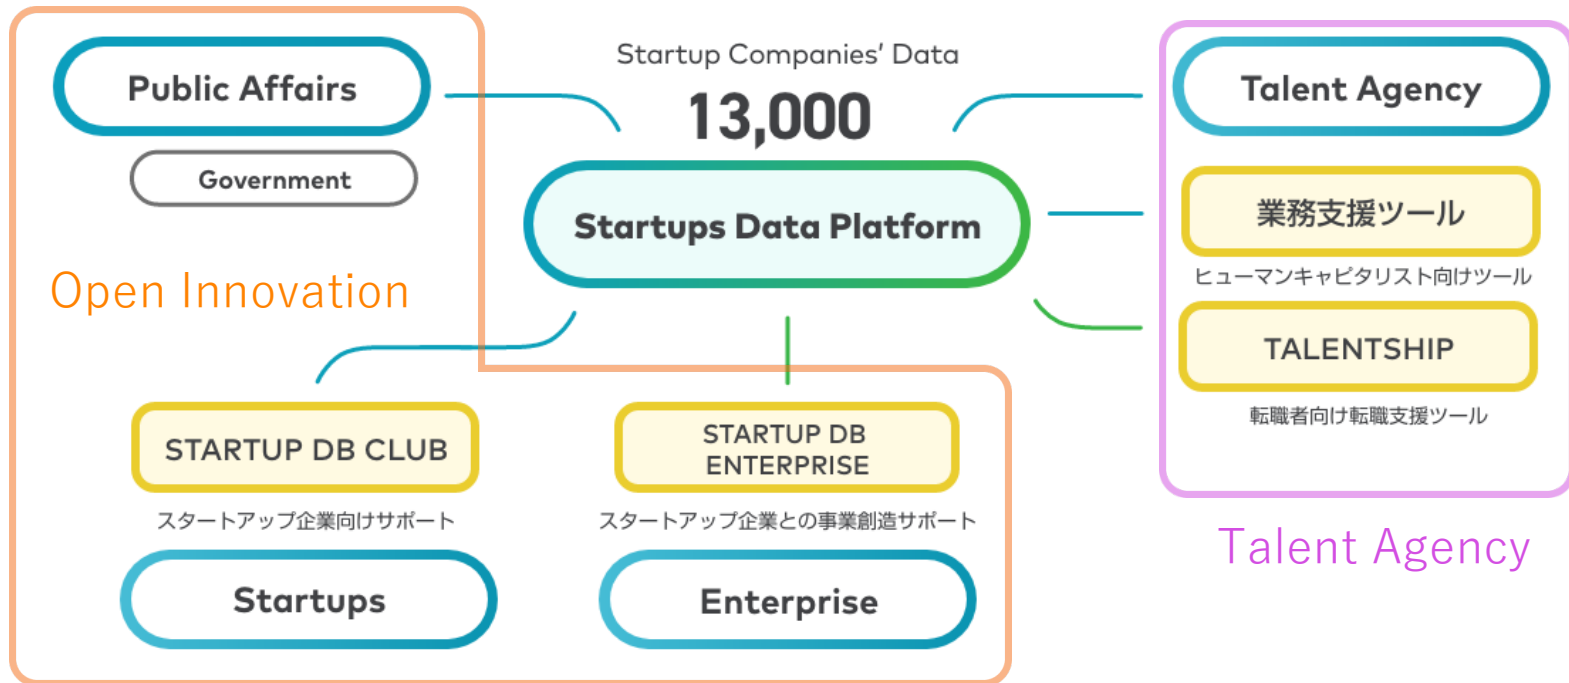 Public Affairs
Government
Open Innovation
Startup Companies' Data
13,000
Startups Data Platform
Talent Agency
業務支援ツール
ヒューマンキャピタリスト向けツール
TALENTSHIP
転職者向け転職支援ツール
Talent Agency
STARTUP DB CLUB
スタートアップ企業向けサポート
Startups
STARTUP DB
ENTERPRISE
スタートアップ企業との事業創造サポート
Enterprise